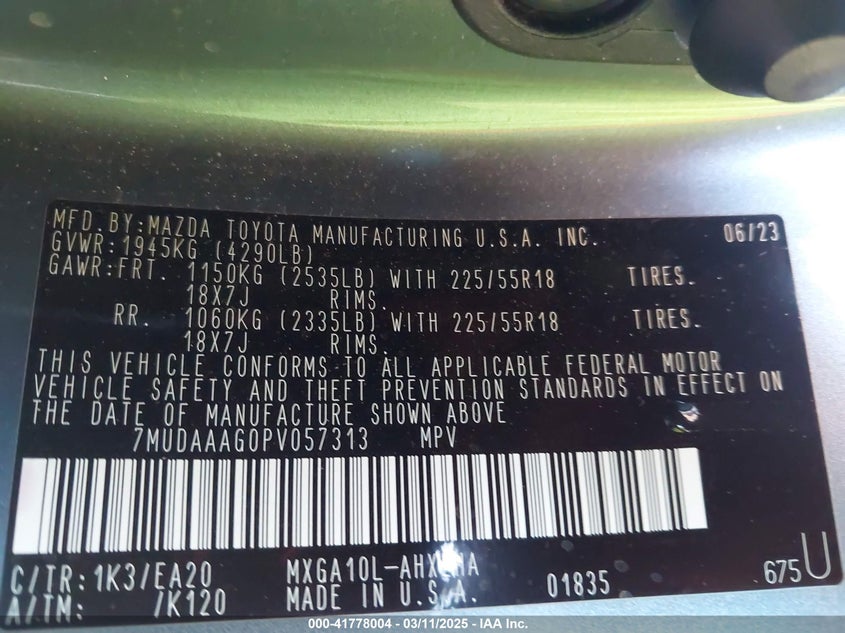 MFD.BY:MAZDA TOYOTA MANUFACTURING U.S.A. INC. 06/23
GVWR:1945KG (4290LB)
GAWR:FRT. 1150KG (2535LB) WITH 225/55R18 TIRES.
18X7J RIMS.
RR. 1060KG (2335LB) WITH 225/55R18 TIRES.
18X7J RIMS.
THIS VEHICLE CONFORMS TO ALL APPLICABLE FEDERAL MOTOR
VEHICLE SAFETY AND THEFT PREVENTION STANDARDS IN EFFECT ON
THE DATE OF MANUFACTURE SHOWN ABOVE
7MUDAAAG0PV057313 MPV
C/TR:1K3/EA20 01835 675U
A/TM: /K120 MADE IN U.S.A.
000-41778004 - 03/11/2025 - IAA Inc.